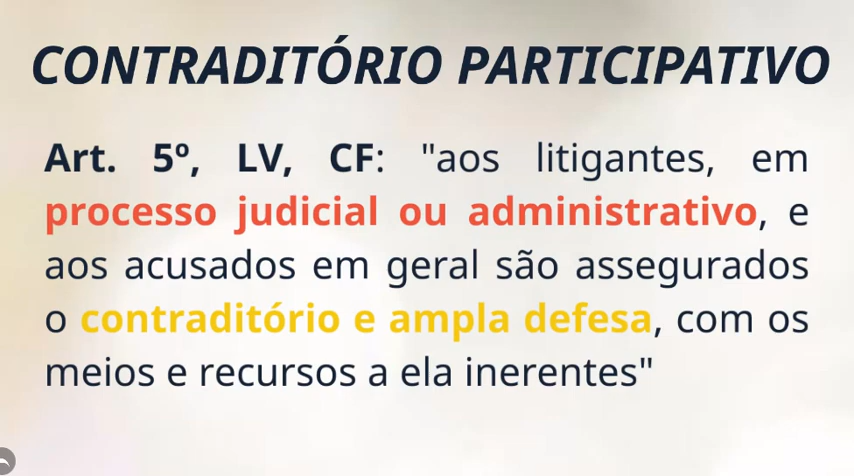 CONTRADITÓRIO PARTICIPATIVO
Art. 5º, LV, CF: "aos litigantes, em
processo judicial ou administrativo, e
aos acusados em geral são assegurados
o contraditório e ampla defesa, com os
meios e recursos a ela inerentes"